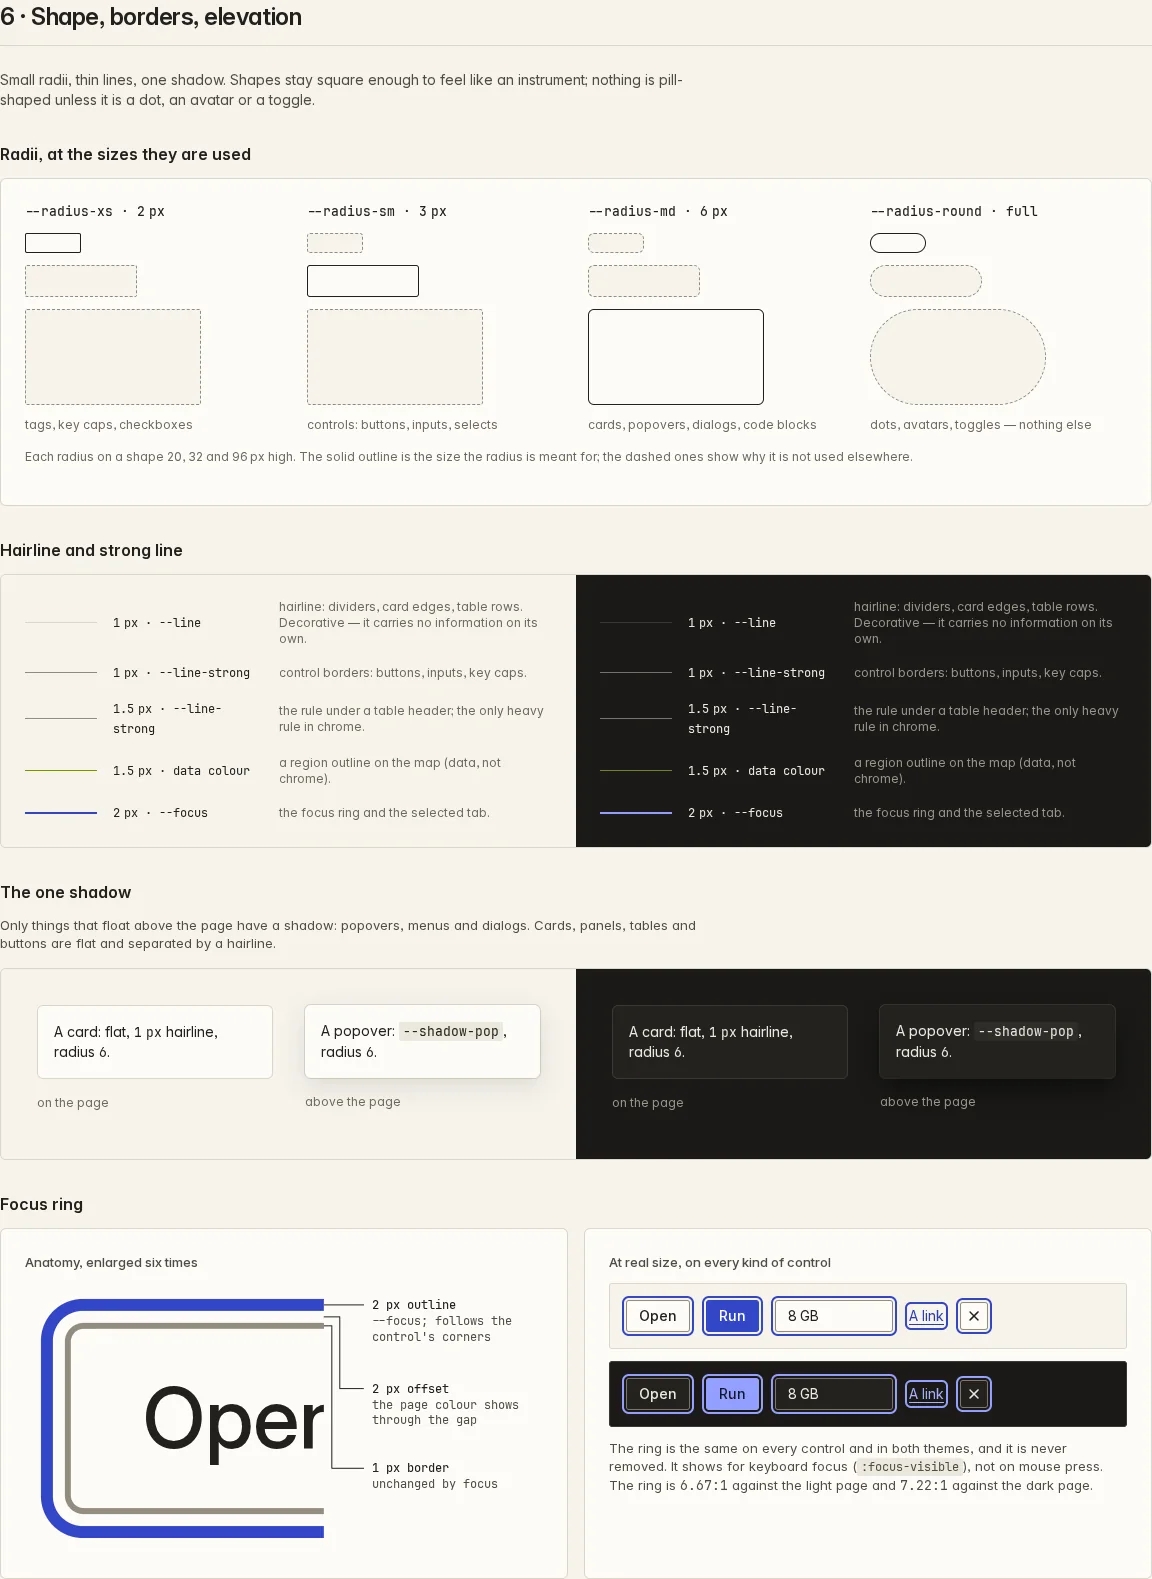 6 · Shape, borders, elevation
Small radii, thin lines, one shadow. Shapes stay square enough to feel like an instrument; nothing is pill-
shaped unless it is a dot, an avatar or a toggle.
Radii, at the sizes they are used
--radius-xs · 2 px
--radius-sm · 3 px
--radius-md · 6 px
--radius-round · full
tags, key caps, checkboxes
controls: buttons, inputs, selects
cards, popovers, dialogs, code blocks
dots, avatars, toggles — nothing else
Each radius on a shape 20, 32 and 96 px high. The solid outline is the size the radius is meant for; the dashed ones show why it is not used elsewhere.
Hairline and strong line
1 px · --line
hairline: dividers, card edges, table rows.
Decorative — it carries no information on its
own.
1 px · --line-strong
control borders: buttons, inputs, key caps.
1.5 px · --line-
strong
the rule under a table header; the only heavy
rule in chrome.
1.5 px · data colour
a region outline on the map (data, not
chrome).
2 px · --focus
the focus ring and the selected tab.
1 px · --line
hairline: dividers, card edges, table rows.
Decorative — it carries no information on its
own.
1 px · --line-strong
control borders: buttons, inputs, key caps.
1.5 px · --line-
strong
the rule under a table header; the only heavy
rule in chrome.
1.5 px · data colour
a region outline on the map (data, not
chrome).
2 px · --focus
the focus ring and the selected tab.
The one shadow
Only things that float above the page have a shadow: popovers, menus and dialogs. Cards, panels, tables and
buttons are flat and separated by a hairline.
A card: flat, 1 px hairline,
radius 6.
on the page
A popover: --shadow-pop,
radius 6.
above the page
A card: flat, 1 px hairline,
radius 6.
on the page
A popover: --shadow-pop,
radius 6.
above the page
Focus ring
Anatomy, enlarged six times
Oper
2 px outline
--focus; follows the
control's corners
2 px offset
the page colour shows
through the gap
1 px border
unchanged by focus
At real size, on every kind of control
Open
Run
8 GB
A link
✕
Open
Run
8 GB
A link
✕
The ring is the same on every control and in both themes, and it is never
removed. It shows for keyboard focus (:focus-visible), not on mouse press.
The ring is 6.67:1 against the light page and 7.22:1 against the dark page.